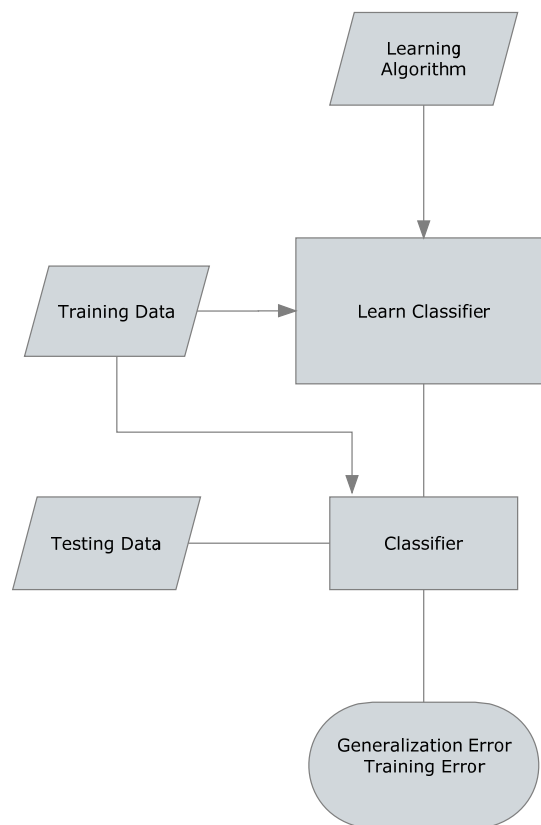 Learning
Algorithm
Training Data
Learn Classifier
Testing Data
Classifier
Generalization Error
Training Error